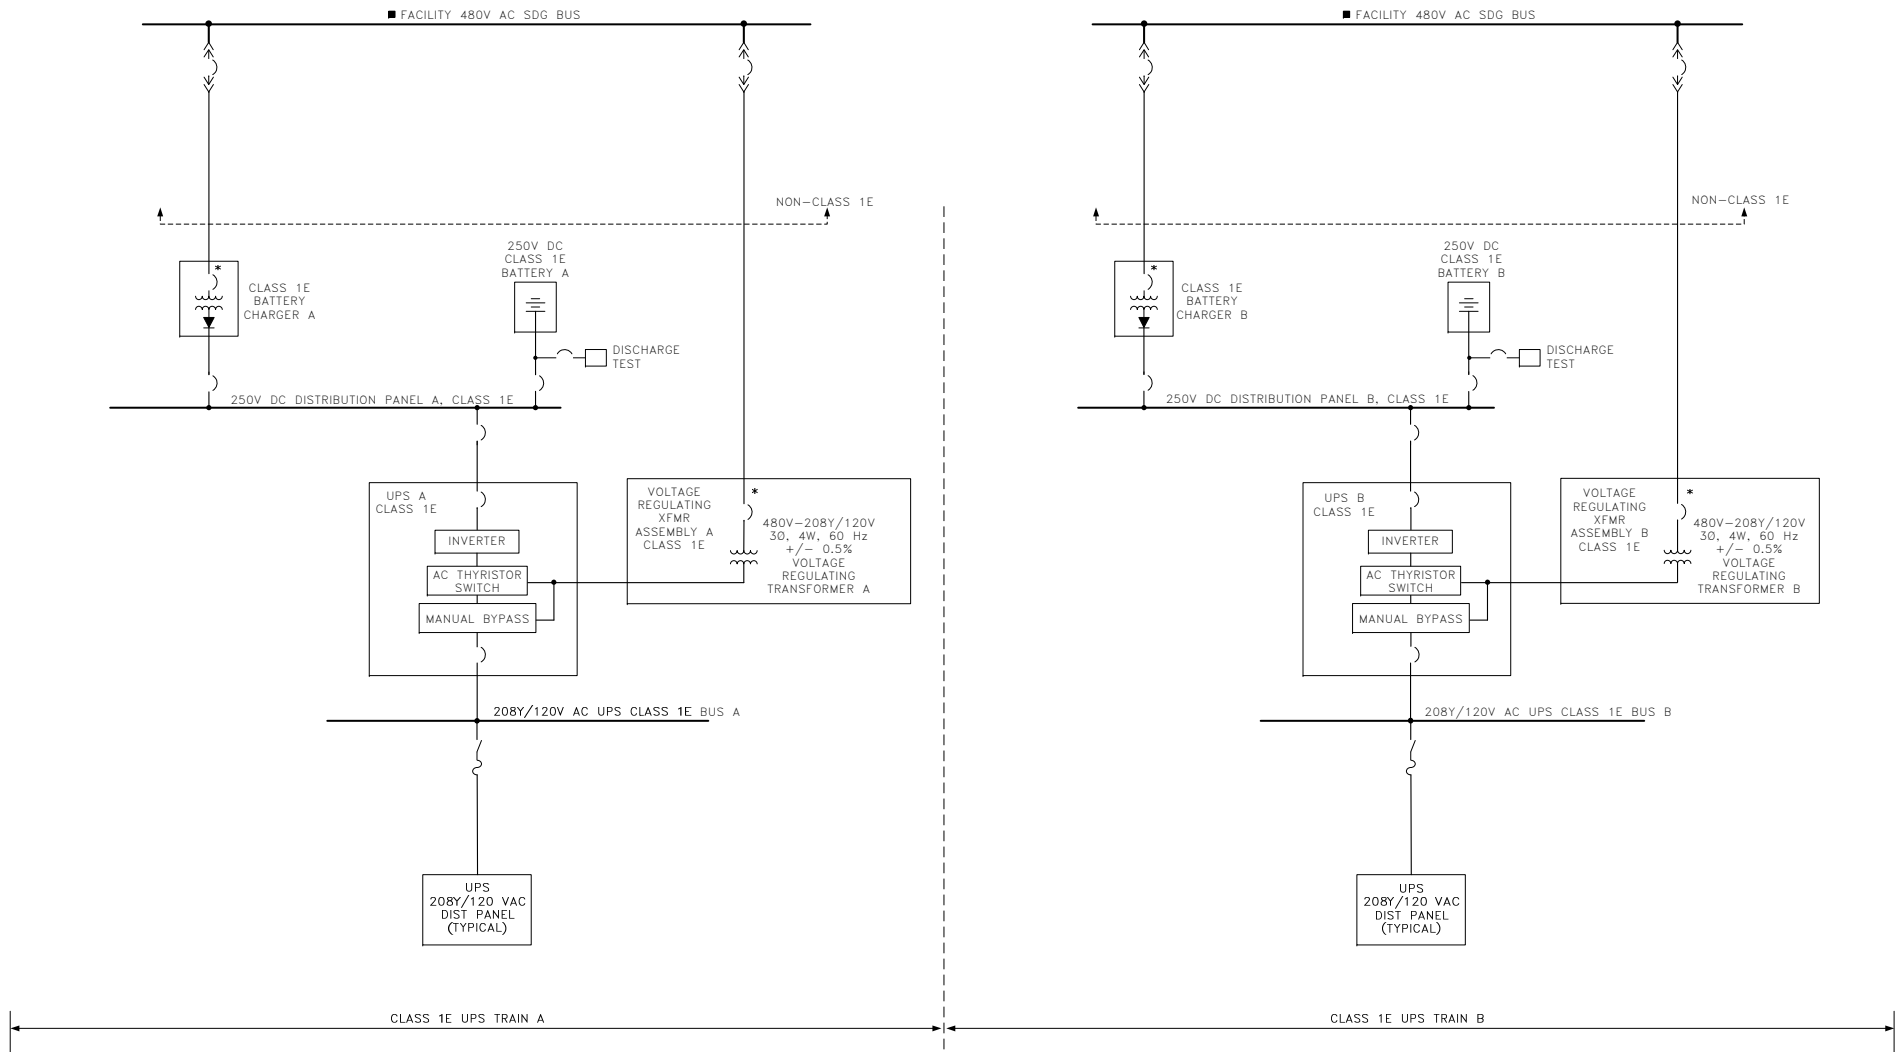 ■ FACILITY 480V AC SDG BUS
NON-CLASS 1E
250V DC
CLASS 1E
BATTERY A
*
CLASS 1E
BATTERY
CHARGER A
DISCHARGE
TEST
250V DC DISTRIBUTION PANEL A, CLASS 1E
UPS A
CLASS 1E
INVERTER
AC THYRISTOR
SWITCH
MANUAL BYPASS
VOLTAGE
REGULATING
XFMR
ASSEMBLY A
CLASS 1E
*
480V-208Y/120V
3Ø, 4W, 60 Hz
+/- 0.5%
VOLTAGE
REGULATING
TRANSFORMER A
208Y/120V AC UPS CLASS 1E BUS A
UPS
208Y/120 VAC
DIST PANEL
(TYPICAL)
CLASS 1E UPS TRAIN A
■ FACILITY 480V AC SDG BUS
NON-CLASS 1E
250V DC
CLASS 1E
BATTERY B
*
CLASS 1E
BATTERY
CHARGER B
DISCHARGE
TEST
250V DC DISTRIBUTION PANEL B, CLASS 1E
UPS B
CLASS 1E
INVERTER
AC THYRISTOR
SWITCH
MANUAL BYPASS
VOLTAGE
REGULATING
XFMR
ASSEMBLY B
CLASS 1E
*
480V-208Y/120V
3Ø, 4W, 60 Hz
+/- 0.5%
VOLTAGE
REGULATING
TRANSFORMER B
208Y/120V AC UPS CLASS 1E BUS B
UPS
208Y/120 VAC
DIST PANEL
(TYPICAL)
CLASS 1E UPS TRAIN B